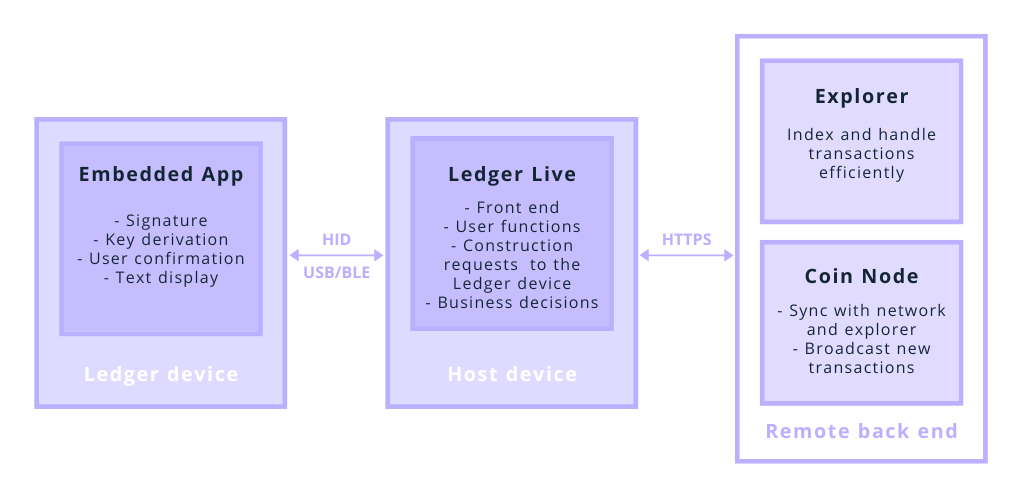 Embedded App
- Signature
- Key derivation
- User confirmation
- Text display
Ledger device
HID
USB/BLE
Ledger Live
- Front end
- User functions
- Construction
requests to the
Ledger device
- Business decisions
Host device
HTTPS
Explorer
Index and handle
transactions
efficiently
Coin Node
- Sync with network
and explorer
- Broadcast new
transactions
Remote back end